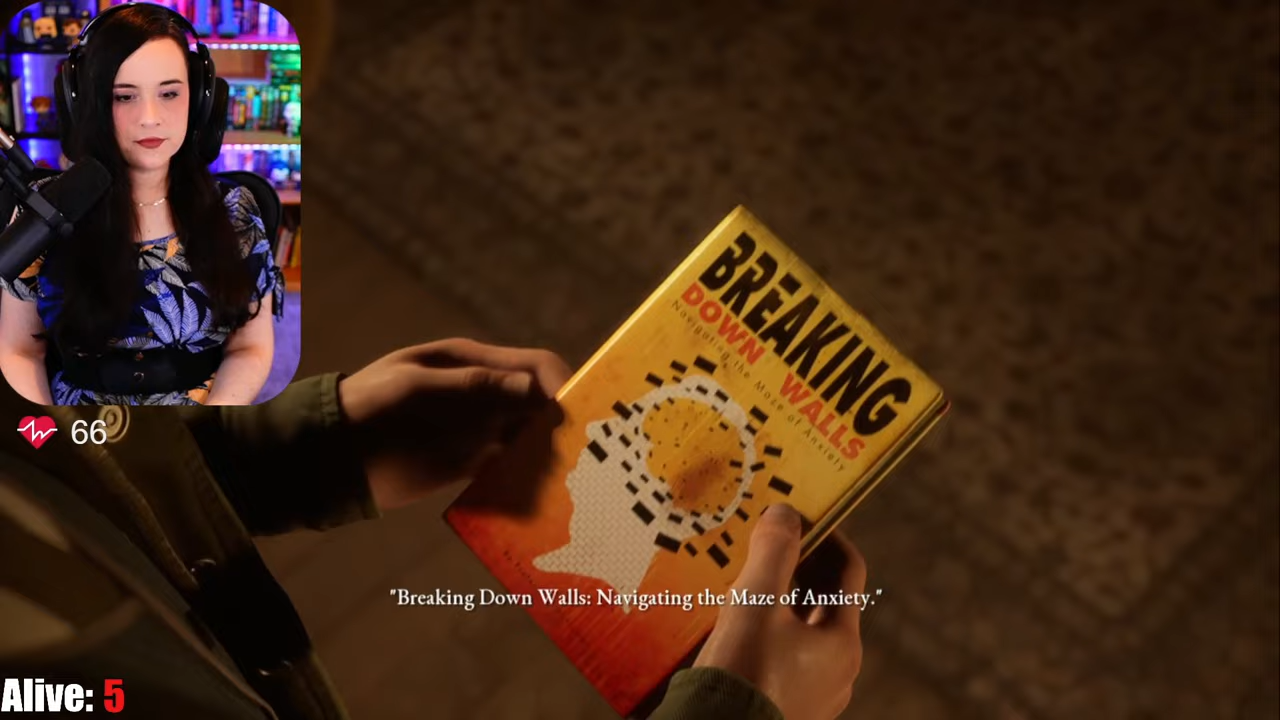 BREAKING
DOWN WALLS
Navigating the Maze of Anxiety
66
"Breaking Down Walls: Navigating the Maze of Anxiety."
Alive: 5